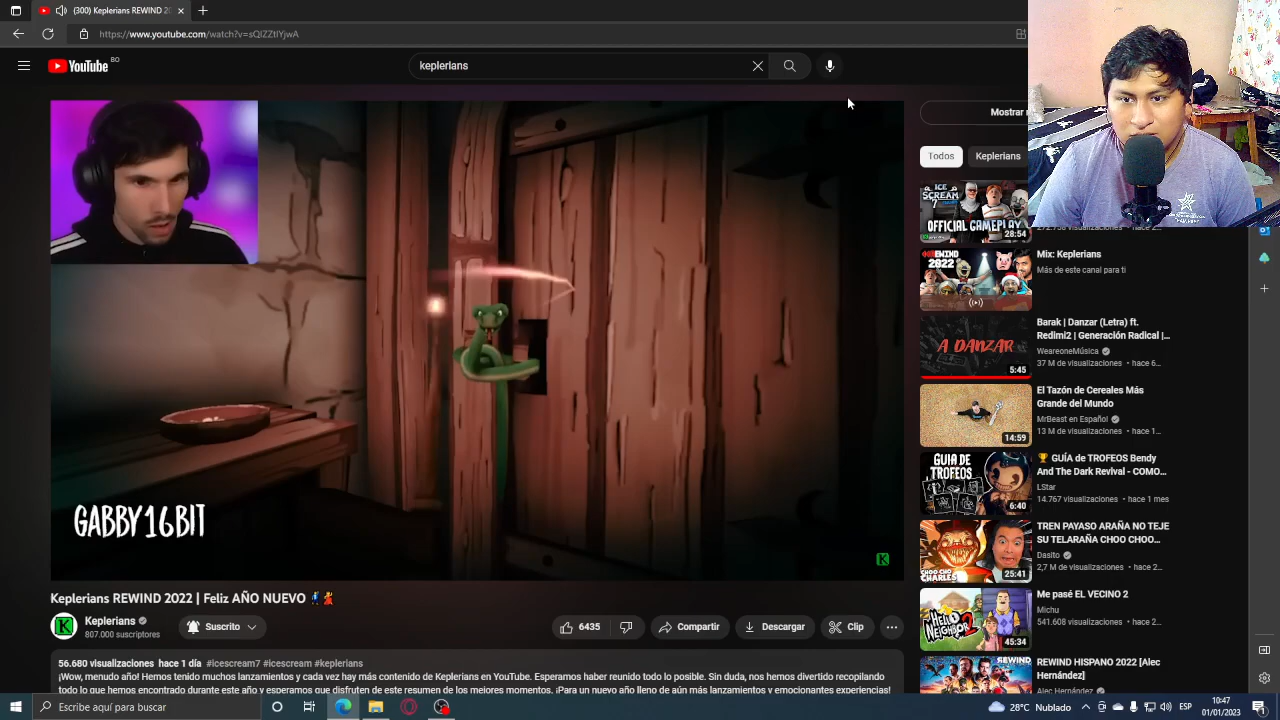 (300) Keplerians REWIND 20
https://www.youtube.com/watch?v=sQIZZtIYjwA
YouTube BO
keplerians
Mostrar
Todos
Keplerians
ICE SCREAM 7
OFFICIAL GAMEPLAY
28:54
REWIND 2022
Mix: Keplerians
Más de este canal para ti
A DANZAR
5:45
Barak | Danzar (Letra) ft. Redimi2 | Generación Radical |...
WeareoneMúsica
37 M de visualizaciones • hace 6...
14:59
El Tazón de Cereales Más Grande del Mundo
MrBeast en Español
13 M de visualizaciones • hace 1...
GUIA DE TROFEOS
6:40
🏆 GUÍA de TROFEOS Bendy And The Dark Revival - COMO...
LStar
14.767 visualizaciones • hace 1 mes
CHOO CHOO CHARLES
25:41
TREN PAYASO ARAÑA NO TEJE SU TELARAÑA CHOO CHOO...
Dasito
2,7 M de visualizaciones • hace 2...
HELLO NEIGHBOR 2
45:34
Me pasé EL VECINO 2
Michu
541.608 visualizaciones • hace 2...
REWIND
REWIND HISPANO 2022 [Alec Hernández]
Alec Hernández
GABBY16BIT
K
Keplerians REWIND 2022 | Feliz AÑO NUEVO
Keplerians
807.000 suscriptores
Suscrito
6435
Compartir
Descargar
Clip
56.680 visualizaciones hace 1 día #icescream7 #icescream #keplerians
¡Wow, menudo año! Hemos tenido muchos lanzamientos y cada vez hay más contenido de Keplerians en YouTube. Esperamos haber reunido todo lo posible. Sin duda, nos hemos divertido recopilando
todo lo que hemos encontrado durante este año y esperamos que disfruten de este resumen de los mejores momentos. ¡Para un nuevo año lleno de aún más lanzamientos y emocionantes experiencias!
Escribe aquí para buscar
28°C Nublado
ESP
10:47
01/01/2023